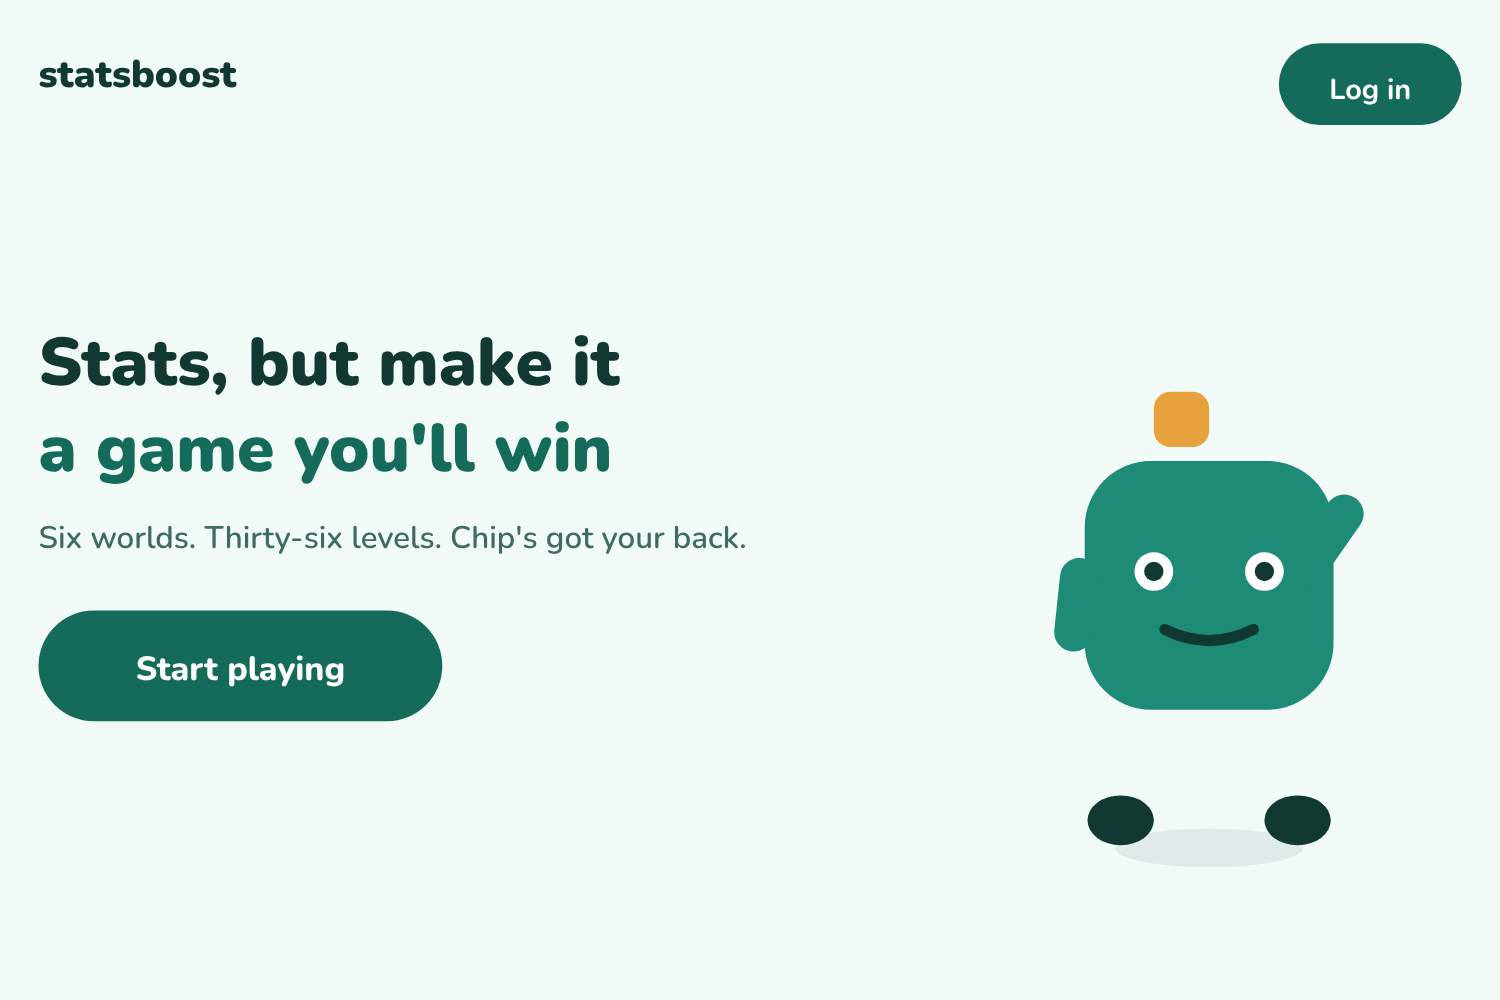 statsboost
Log in
Stats, but make it
a game you'll win
Six worlds. Thirty-six levels. Chip's got your back.
Start playing